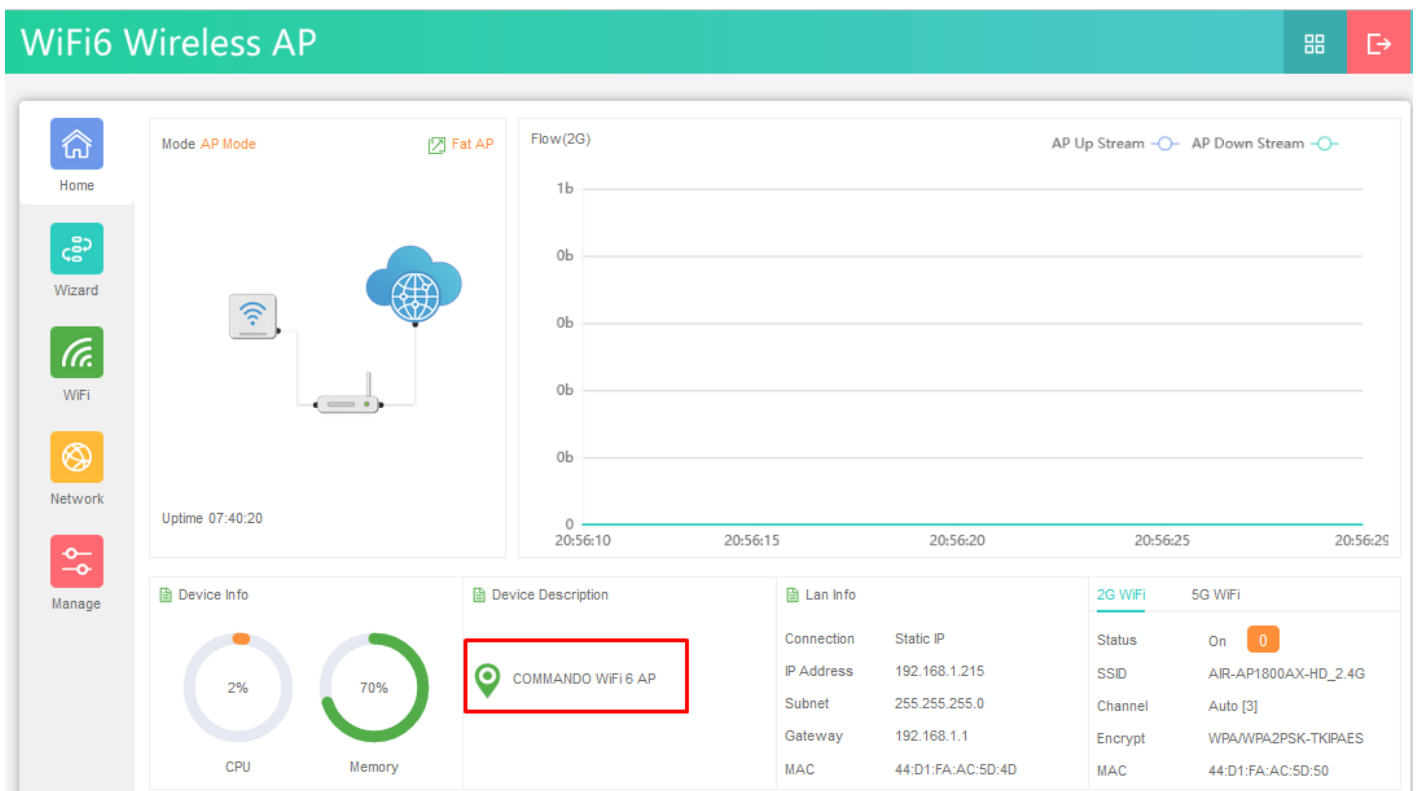 WiFi6 Wireless AP
Home
Wizard
WiFi
Network
Manage
Mode AP Mode
Fat AP
Uptime 07:40:20
Flow(2G)
AP Up Stream
AP Down Stream
1b
0b
0b
0b
0b
0
20:56:10
20:56:15
20:56:20
20:56:25
20:56:29
Device Info
2%
70%
CPU
Memory
Device Description
COMMANDO WiFi 6 AP
Lan Info
Connection Static IP
IP Address 192.168.1.215
Subnet 255.255.255.0
Gateway 192.168.1.1
MAC 44:D1:FA:AC:5D:4D
2G WiFi
5G WiFi
Status On 0
SSID AIR-AP1800AX-HD_2.4G
Channel Auto [3]
Encrypt WPA/WPA2PSK-TKIPAES
MAC 44:D1:FA:AC:5D:50